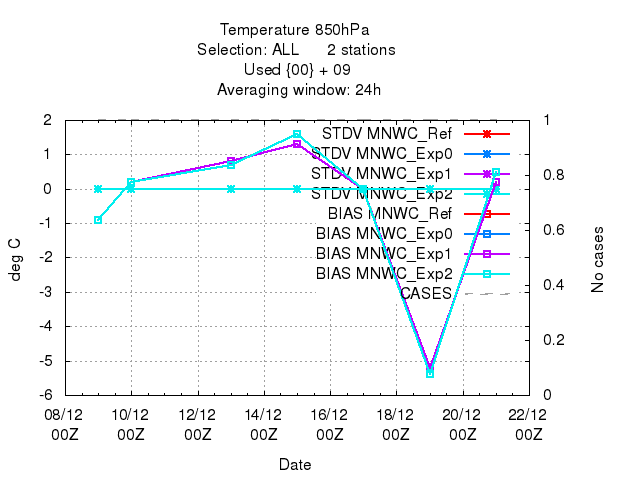 Temperature 850hPa
Selection: ALL 2 stations
Used {00} + 09
Averaging window: 24h
2
1
0
-1
-2
-3
-4
-5
-6
deg C
1
0.8
0.6
0.4
0.2
0
No cases
STDV MNWC_Ref
STDV MNWC_Exp0
STDV MNWC_Exp1
STDV MNWC_Exp2
BIAS MNWC_Ref
BIAS MNWC_Exp0
BIAS MNWC_Exp1
BIAS MNWC_Exp2
CASES
08/12 10/12 12/12 14/12 16/12 18/12 20/12 22/12
00Z 00Z 00Z 00Z 00Z 00Z 00Z 00Z
Date